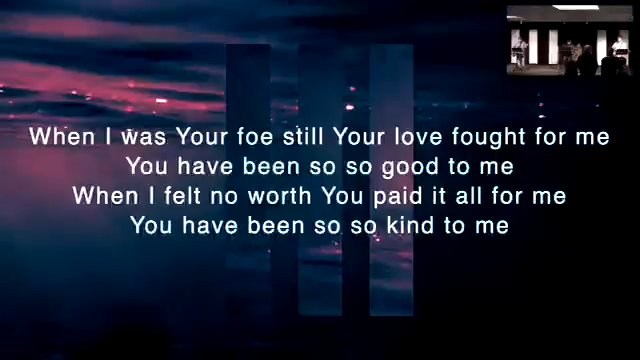 When I was Your foe still Your love fought for me
You have been so so good to me
When I felt no worth You paid it all for me
You have been so so kind to me